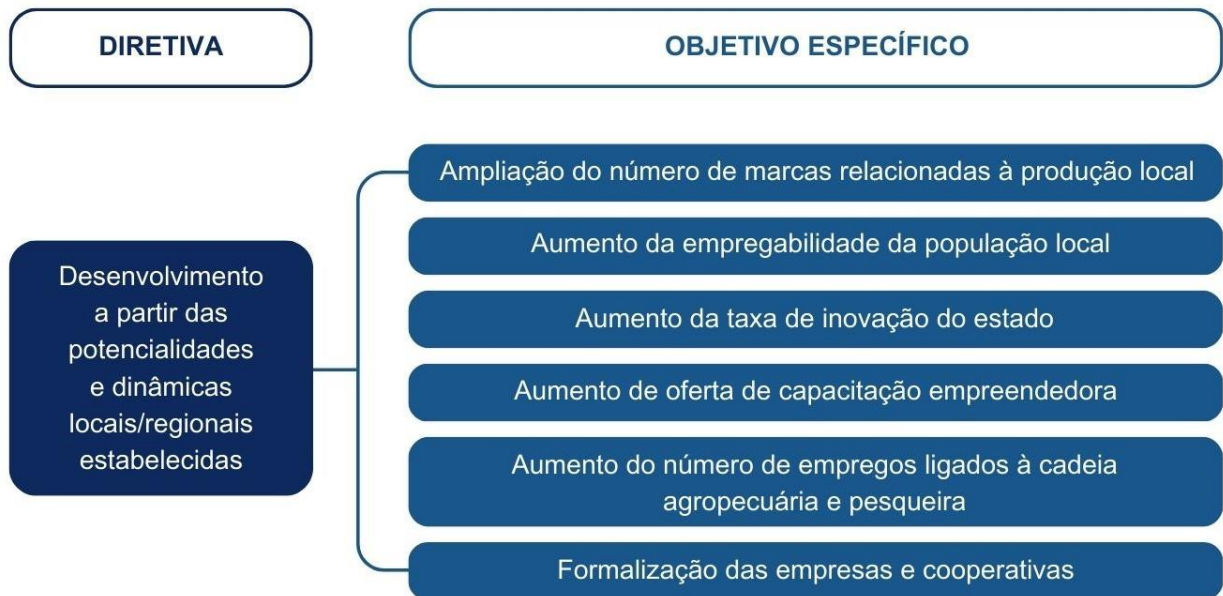 DIRETIVA
OBJETIVO ESPECÍFICO
Desenvolvimento
a partir das
potencialidades
e dinâmicas
locais/regionais
estabelecidas
Ampliação do número de marcas relacionadas à produção local
Aumento da empregabilidade da população local
Aumento da taxa de inovação do estado
Aumento de oferta de capacitação empreendedora
Aumento do número de empregos ligados à cadeia
agropecuária e pesqueira
Formalização das empresas e cooperativas